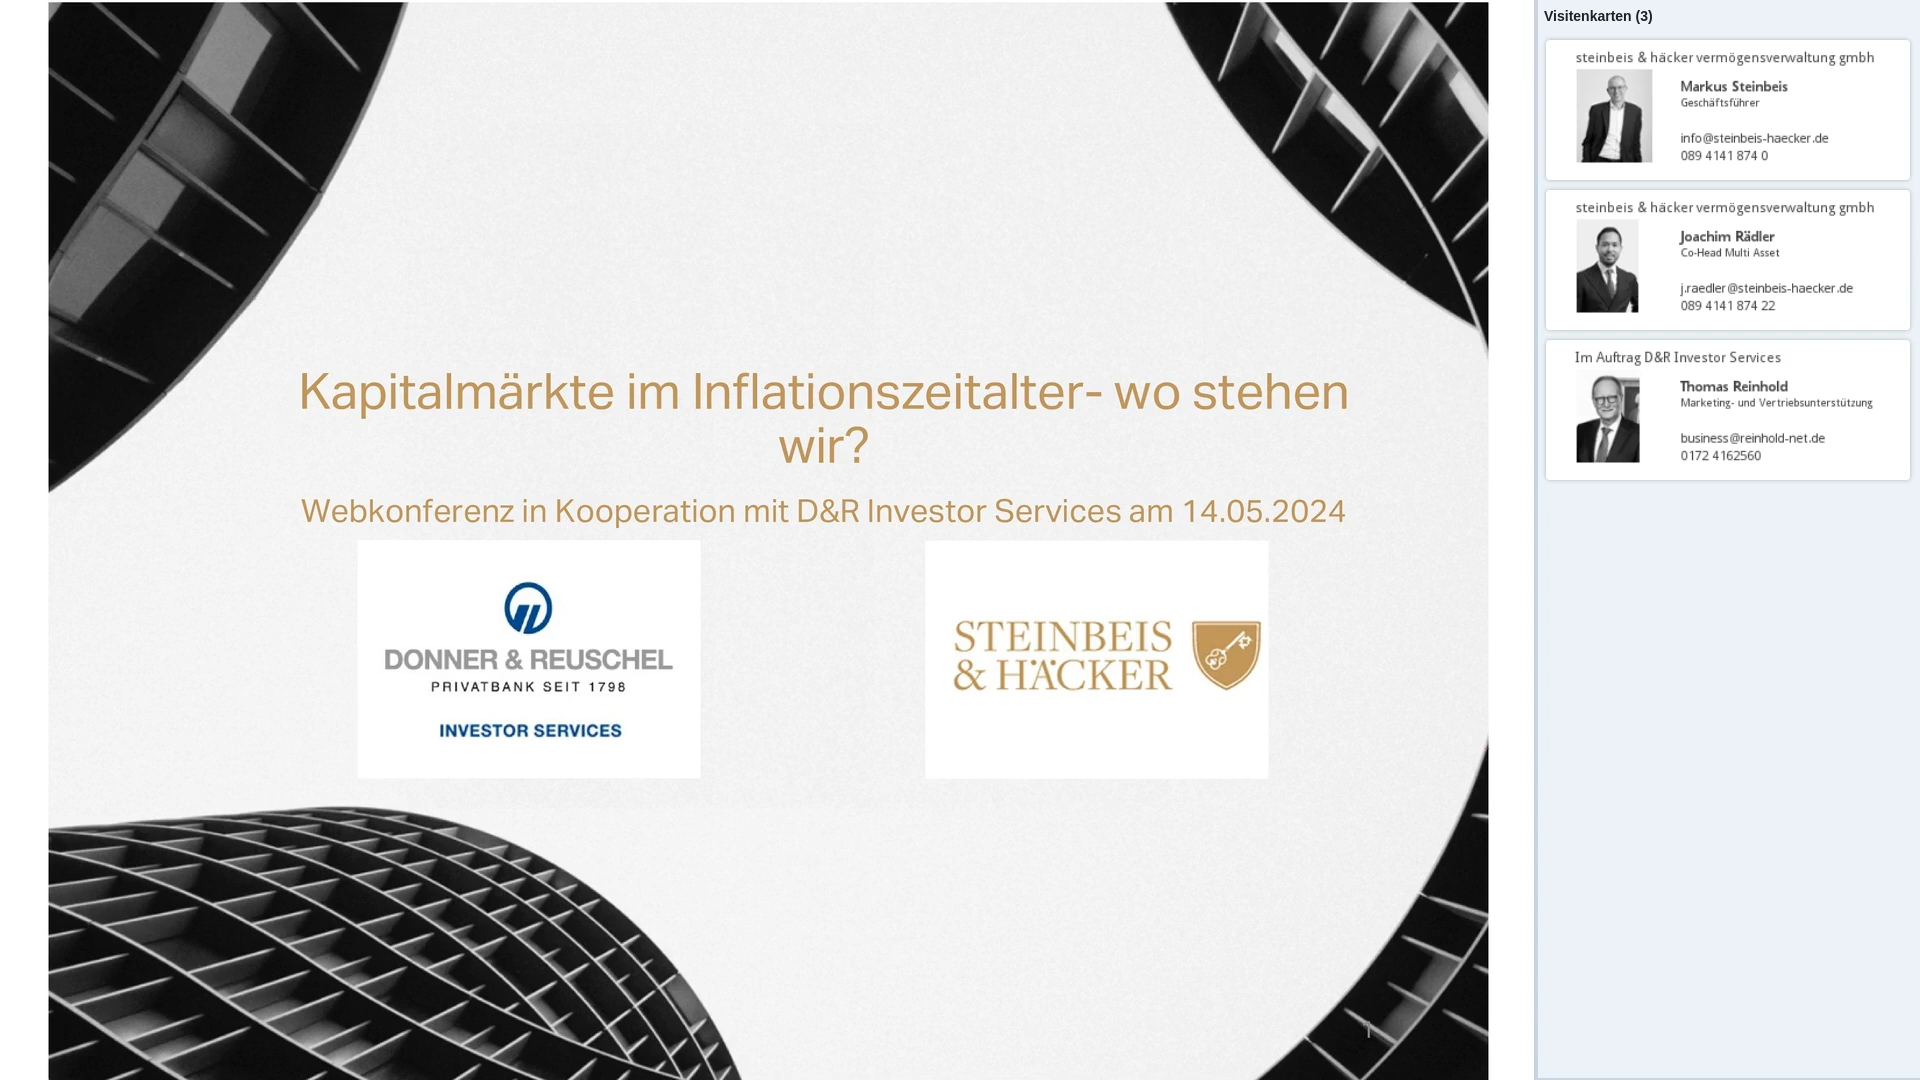 Kapitalmärkte im Inflationszeitalter- wo stehen
wir?
Webkonferenz in Kooperation mit D&R Investor Services am 14.05.2024
DONNER & REUSCHEL
PRIVATBANK SEIT 1798
INVESTOR SERVICES
STEINBEIS
& HÄCKER
1
Visitenkarten (3)
steinbeis & häcker vermögensverwaltung gmbh
Markus Steinbeis
Geschäftsführer
info@steinbeis-haecker.de
089 4141 874 0
steinbeis & häcker vermögensverwaltung gmbh
Joachim Rädler
Co-Head Multi Asset
j.raedler@steinbeis-haecker.de
089 4141 874 22
Im Auftrag D&R Investor Services
Thomas Reinhold
Marketing- und Vertriebsunterstützung
business@reinhold-net.de
0172 4162560